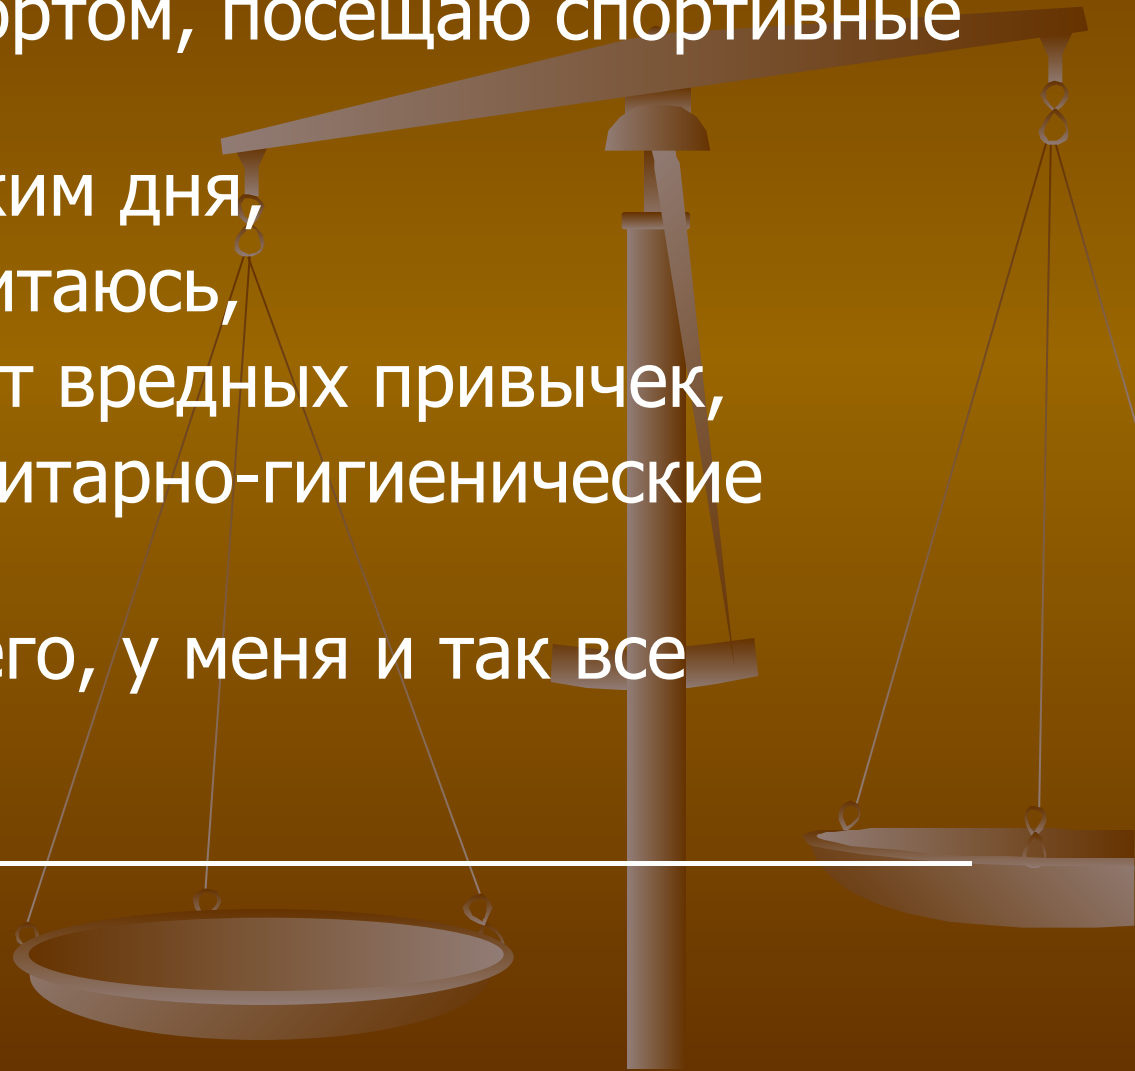 ортом, посещаю спортивные
ким дня,
итаюсь,
т вредных привычек,
итарно-гигиенические
его, у меня и так все